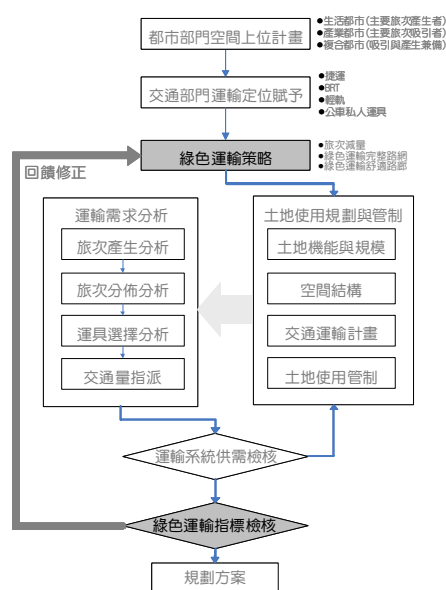 都市部門空間上位計畫
●生活都市(主要旅次產生者)
●產業都市(主要旅次吸引者)
●複合都市(吸引與產生兼備)
交通部門運輸定位賦予
●捷運
●BRT
●輕軌
●公車私人運具
綠色運輸策略
●旅次減量
●綠色運輸完整路網
●綠色運輸舒適路廊
回饋修正
運輸需求分析
旅次產生分析
旅次分佈分析
運具選擇分析
交通量指派
土地使用規劃與管制
土地機能與規模
空間結構
交通運輸計畫
土地使用管制
運輸系統供需檢核
綠色運輸指標檢核
規劃方案